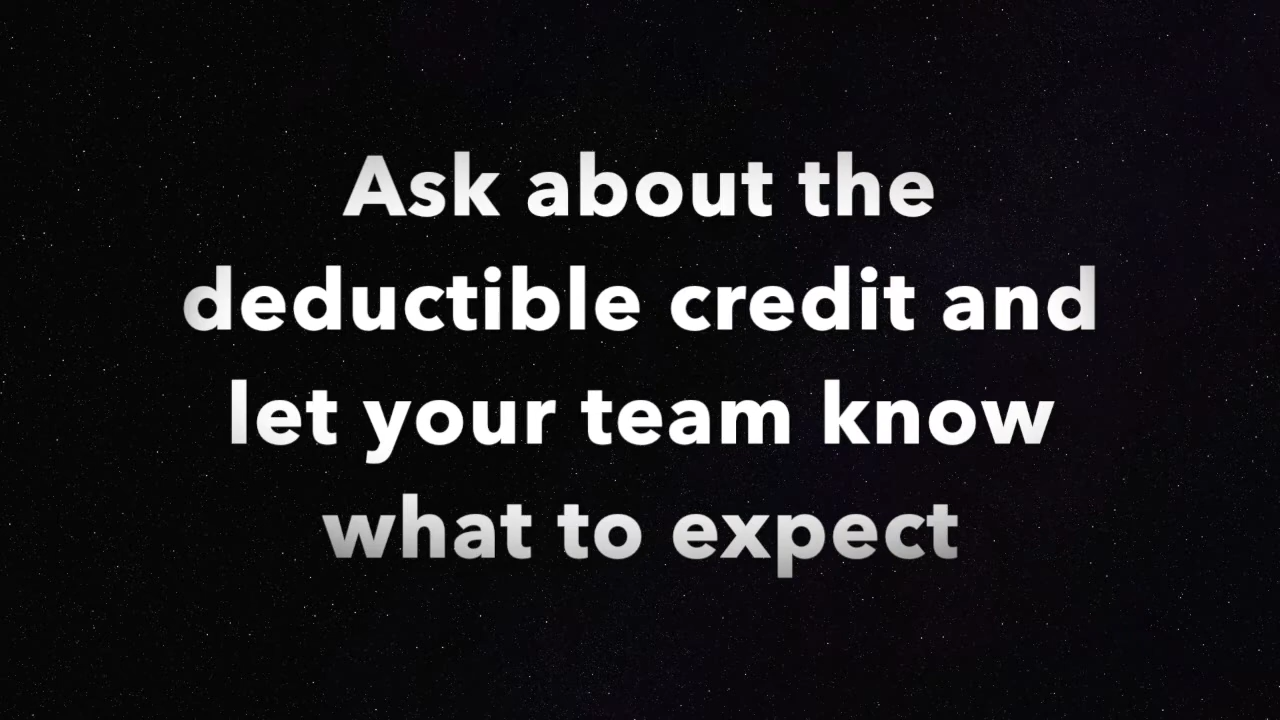 Ask about the
deductible credit and
let your team know
what to expect